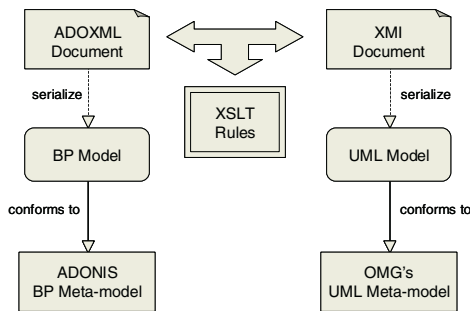 ADOXML
Document
XMI
Document
serialize
XSLT
Rules
serialize
BP Model
UML Model
conforms to
conforms to
ADONIS
BP Meta-model
OMG's
UML Meta-model